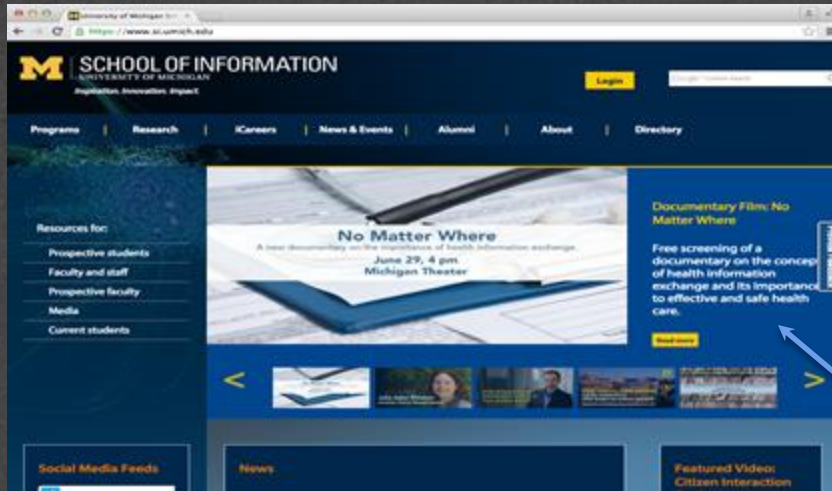 University of Michigan
https://www.si.umich.edu
M SCHOOL OF INFORMATION
UNIVERSITY OF MICHIGAN
Inspiration. Innovation. Impact.
Login
Programs | Research | iCareers | News & Events | Alumni | About | Directory
Resources for:
Prospective students
Faculty and staff
Prospective faculty
Media
Current students
No Matter Where
A new documentary on the importance of health information exchange.
June 29, 4 pm
Michigan Theater
Documentary Film: No
Matter Where
Free screening of a
documentary on the concep
of health information
exchange and its importance
to effective and safe health
care.
Read more
< >
Social Media Feeds
News
Featured Video:
Citizen Interaction